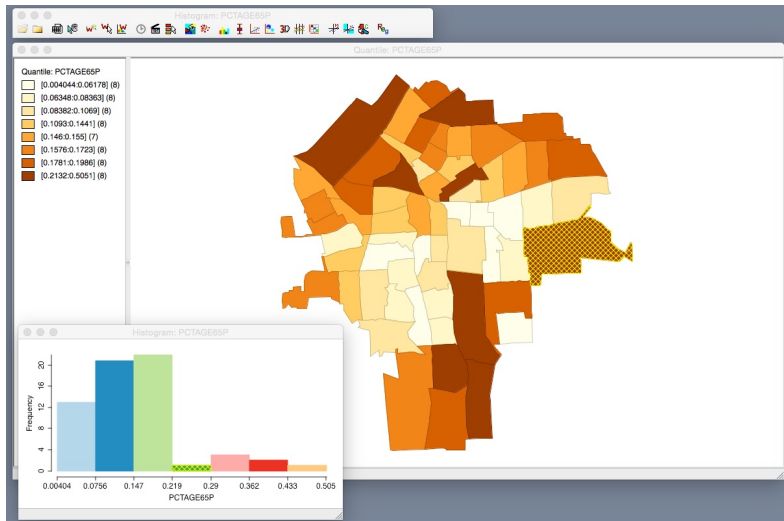 Histogram: PCTAGE65P
3D
Reg
Quantile: PCTAGE65P
Quantile: PCTAGE65P
[0.004044:0.06178] (8)
[0.06348:0.08363] (8)
[0.08382:0.1069] (8)
[0.1093:0.1441] (8)
[0.146:0.155] (7)
[0.1576:0.1723] (8)
[0.1781:0.1986] (8)
[0.2132:0.5051] (8)
Histogram: PCTAGE65P
Frequency
20
16
12
8
4
0
0.00404 0.0756 0.147 0.219 0.29 0.362 0.433 0.505
PCTAGE65P